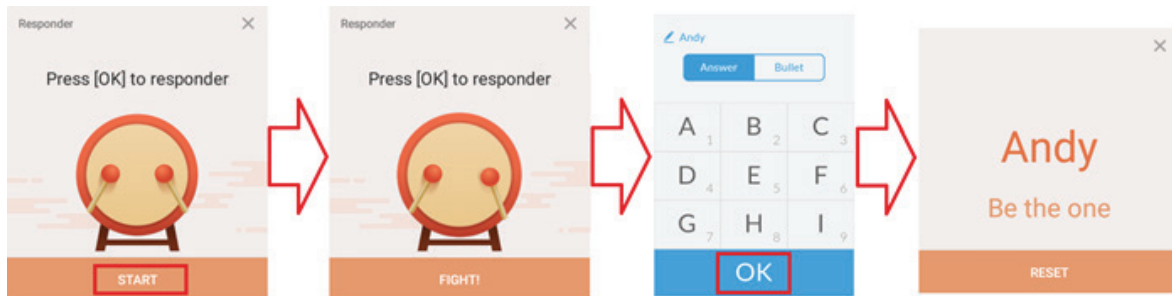 Responder ×
Press [OK] to responder
START
Responder ×
Press [OK] to responder
FIGHT!
Andy
Answer Bullet
A 1 B 2 C 3
D 4 E 5 F 6
G 7 H 8 I 9
OK
×
Andy
Be the one
RESET